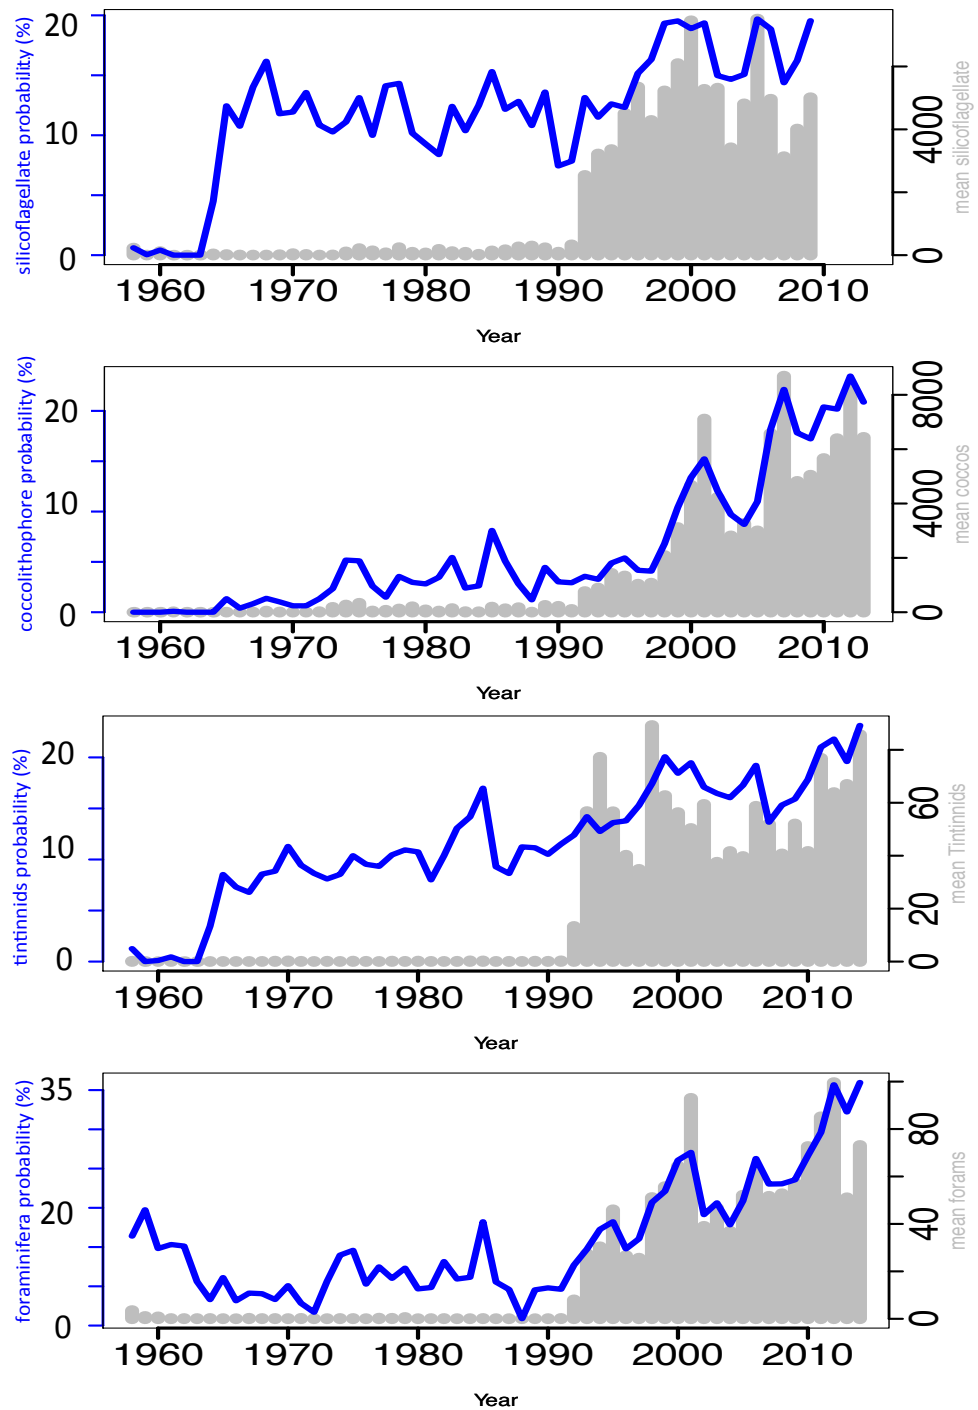 silicoflagellate probability (%)
20
10
0
4000
0
mean silicoflagellate
1960 1970 1980 1990 2000 2010
Year
coccolithophore probability (%)
20
10
0
8000
4000
0
mean coccos
1960 1970 1980 1990 2000 2010
Year
tintinnids probability (%)
20
10
0
60
20
0
mean Tintinnids
1960 1970 1980 1990 2000 2010
Year
foraminifera probability (%)
35
20
0
80
40
0
mean forams
1960 1970 1980 1990 2000 2010
Year